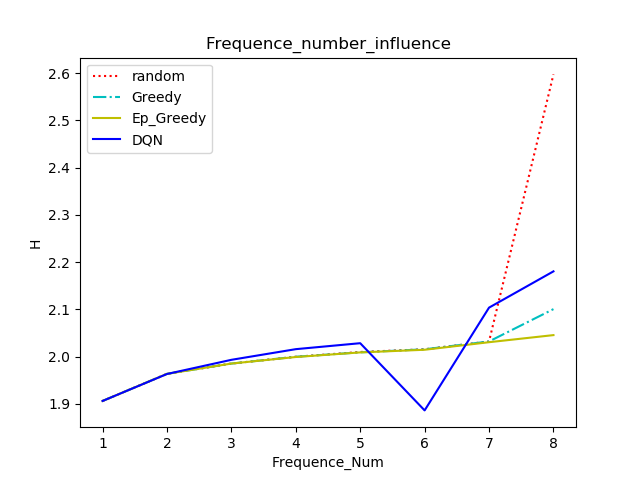 Frequence_number_influence
random
Greedy
Ep_Greedy
DQN
H
2.6
2.5
2.4
2.3
2.2
2.1
2.0
1.9
1 2 3 4 5 6 7 8
Frequence_Num